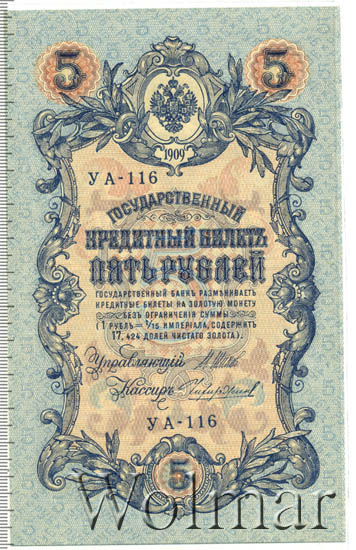 5 5
1909
УА-116
ГОСУДАРСТВЕННЫЙ
КРЕДИТНЫЙ БИЛЕТЪ
ПЯТЬ РУБЛЕЙ
ГОСУДАРСТВЕННЫЙ БАНКЪ РАЗМѢНИВАЕТЪ
КРЕДИТНЫЕ БИЛЕТЫ НА ЗОЛОТУЮ МОНЕТУ
БЕЗЪ ОГРАНИЧЕНІЯ СУММЫ
(1 РУБЛЬ = 1/15 ИМПЕРІАЛА, СОДЕРЖИТЪ
17,424 ДОЛЕЙ ЧИСТАГО ЗОЛОТА).
Управляющій
Кассиръ
УА-116
5
Wolmar